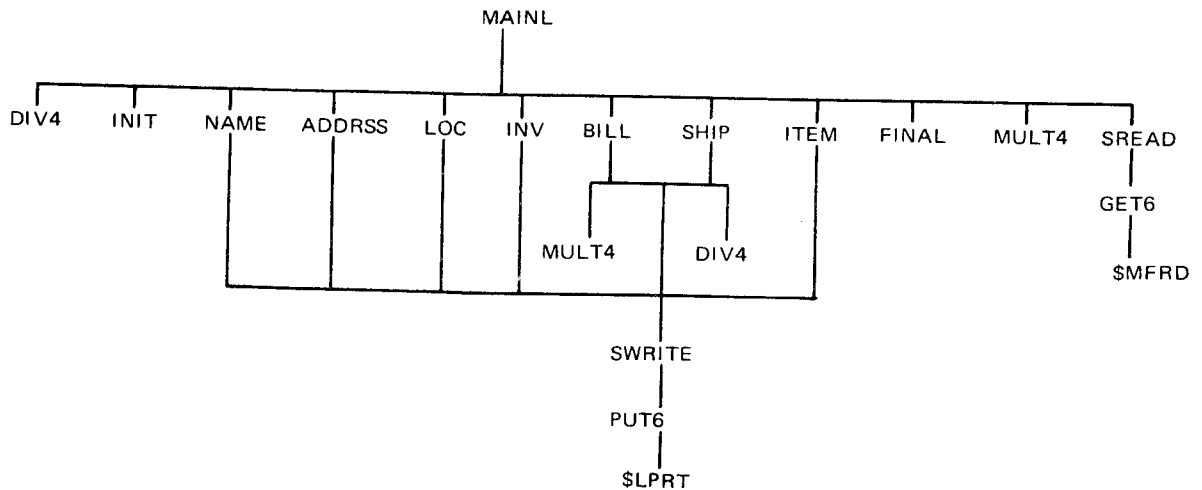 MAINL
DIV4 INIT NAME ADDRSS LOC INV BILL SHIP ITEM FINAL MULT4 SREAD
GET6
MULT4 DIV4
$MFRD
SWRITE
PUT6
$LPRT